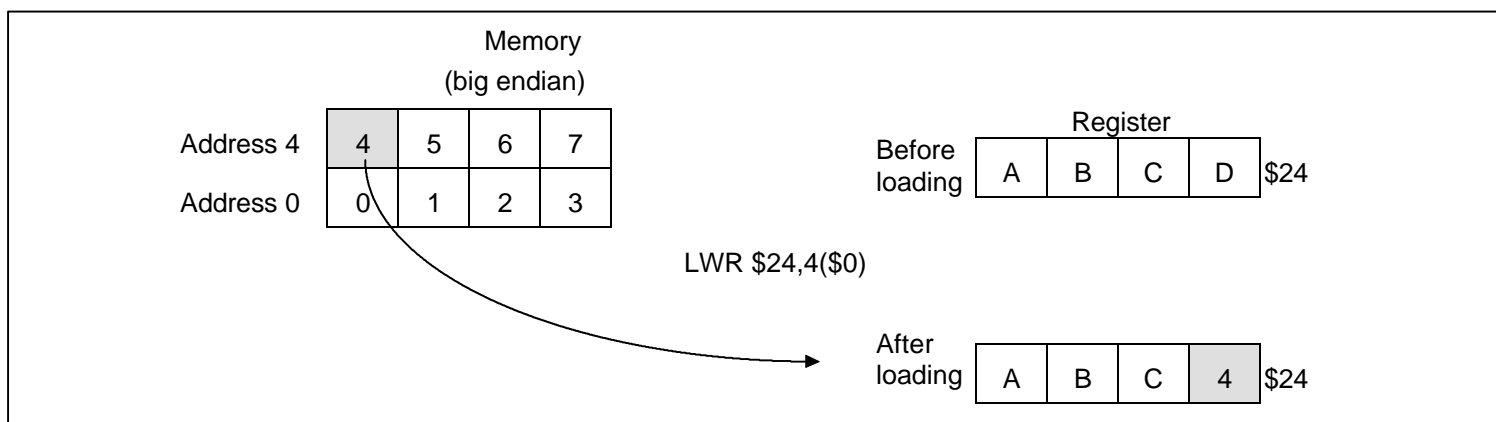 Memory
(big endian)
Address 4 4 5 6 7
Address 0 0 1 2 3
Register
Before
loading A B C D $24
LWR $24,4($0)
After
loading A B C 4 $24